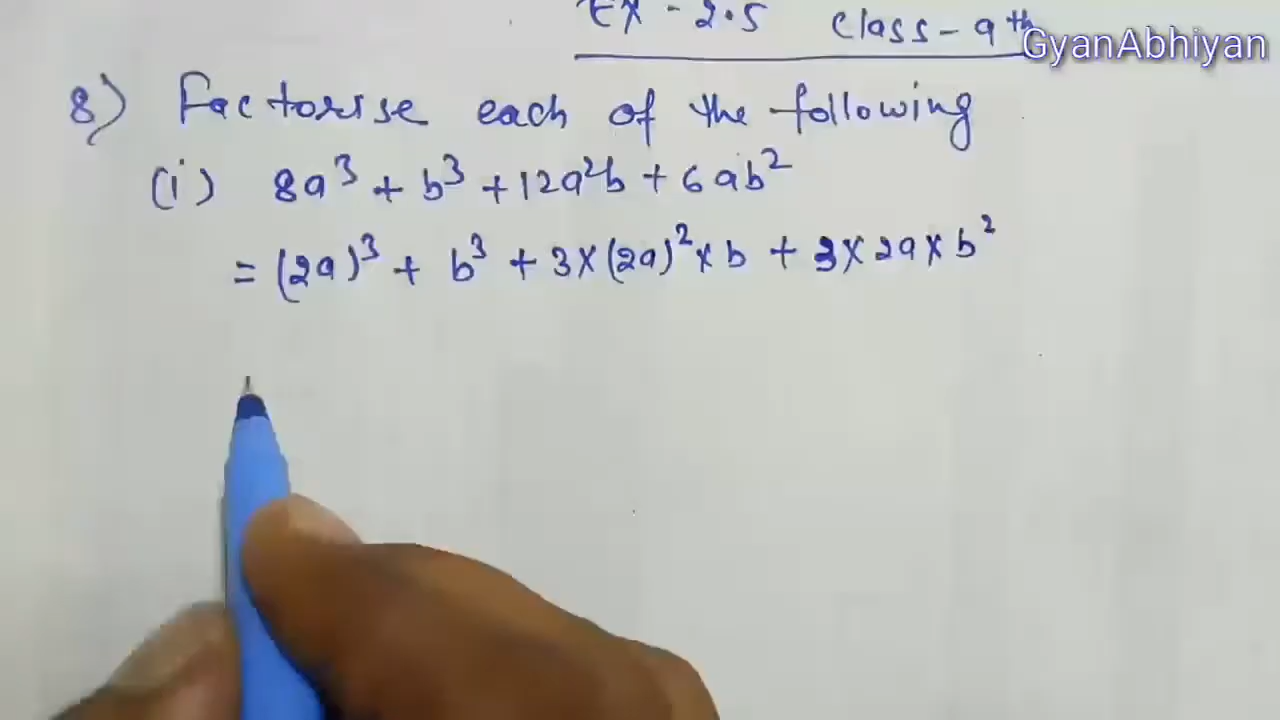 Ex - 2.5 Class - 9th
GyanAbhiyan
8) Factorise each of the following
(i) 8a³ + b³ + 12a²b + 6ab²
= (2a)³ + b³ + 3×(2a)²×b + 3×2a×b²